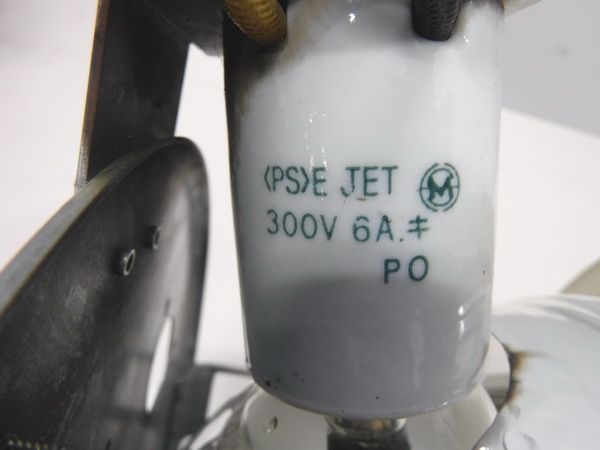 <PS>E JET M
300V 6A.キ
PO